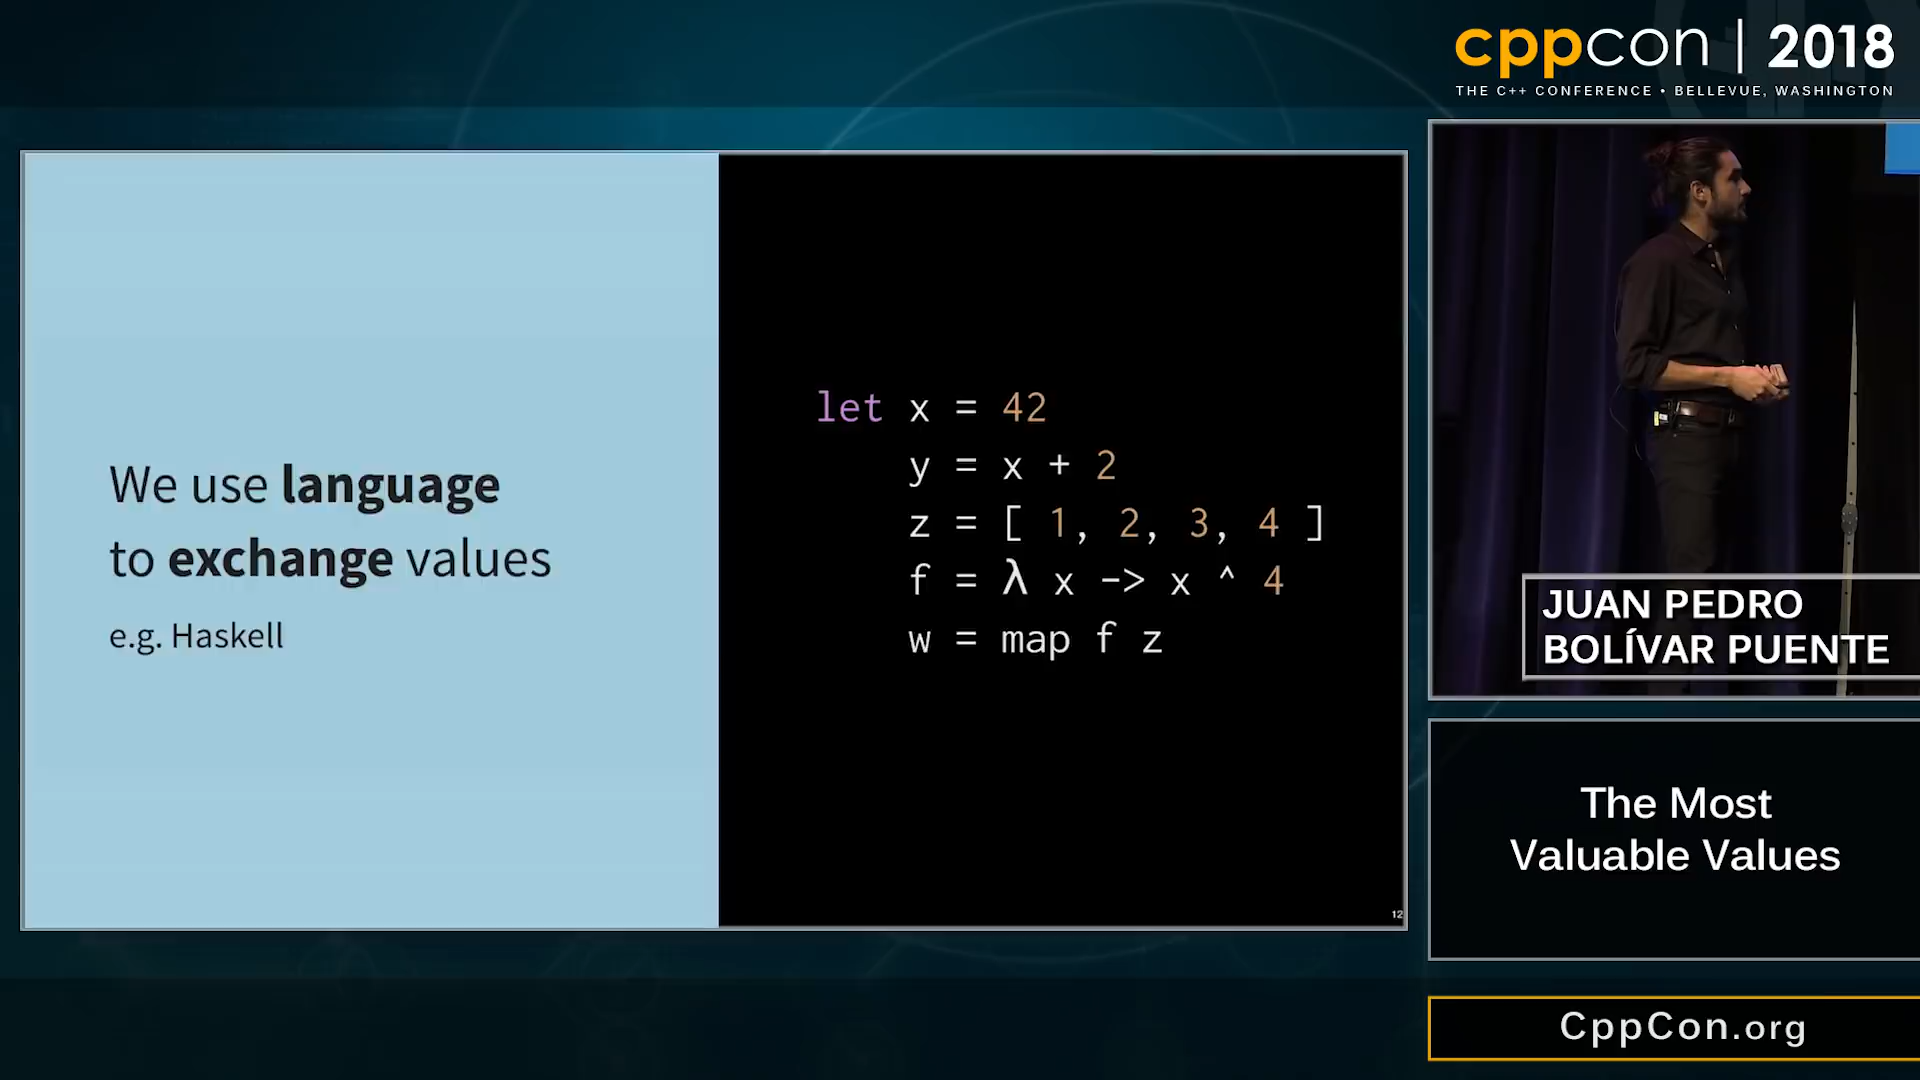 cppcon | 2018
THE C++ CONFERENCE • BELLEVUE, WASHINGTON
We use language
to exchange values
e.g. Haskell
let x = 42
y = x + 2
z = [ 1, 2, 3, 4 ]
f = λ x -> x ^ 4
w = map f z
12
JUAN PEDRO
BOLÍVAR PUENTE
The Most
Valuable Values
CppCon.org